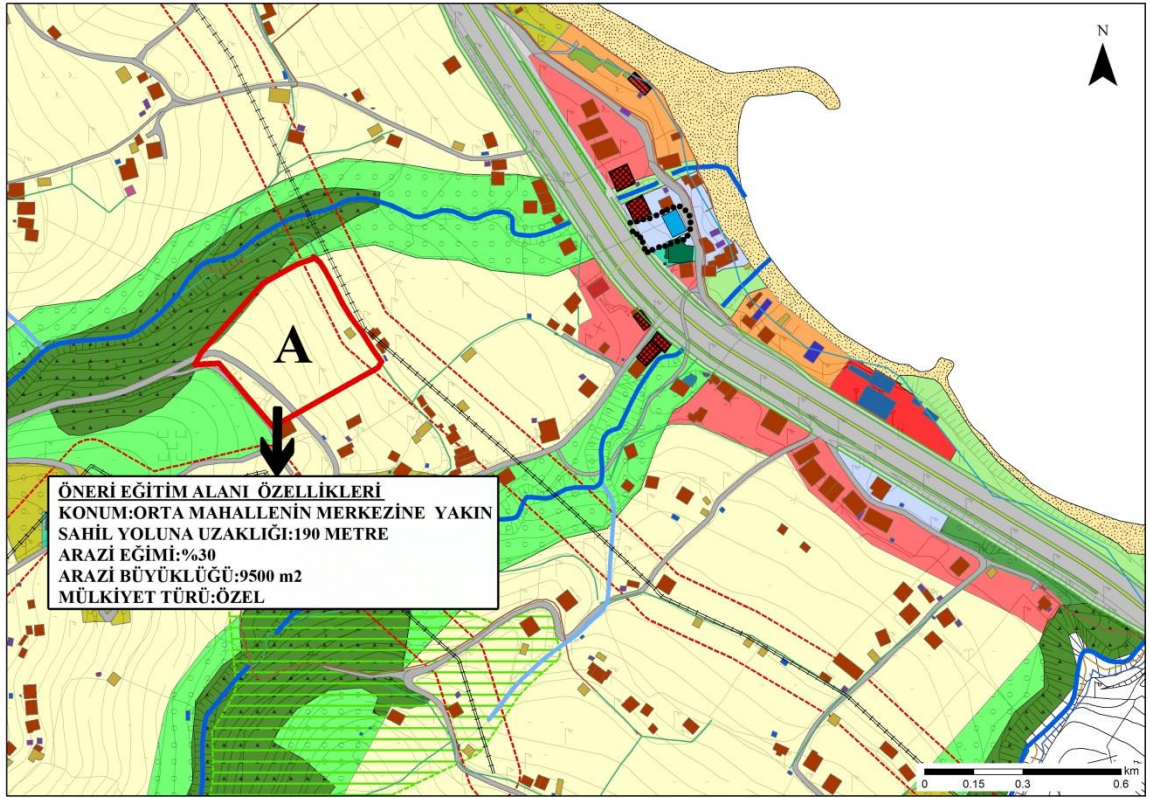 N
A
ÖNERİ EĞİTİM ALANI ÖZELLİKLERİ
KONUM:ORTA MAHALLENİN MERKEZİNE YAKIN
SAHİL YOLUNA UZAKLIĞI:190 METRE
ARAZİ EĞİMİ:%30
ARAZİ BÜYÜKLÜĞÜ:9500 m2
MÜLKİYET TÜRÜ:ÖZEL
km
0 0.15 0.3 0.6